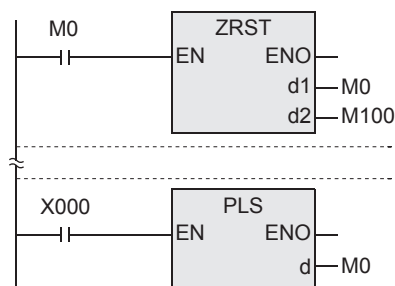 M0
ZRST
EN ENO
d1 M0
d2 M100
X000
PLS
EN ENO
d M0